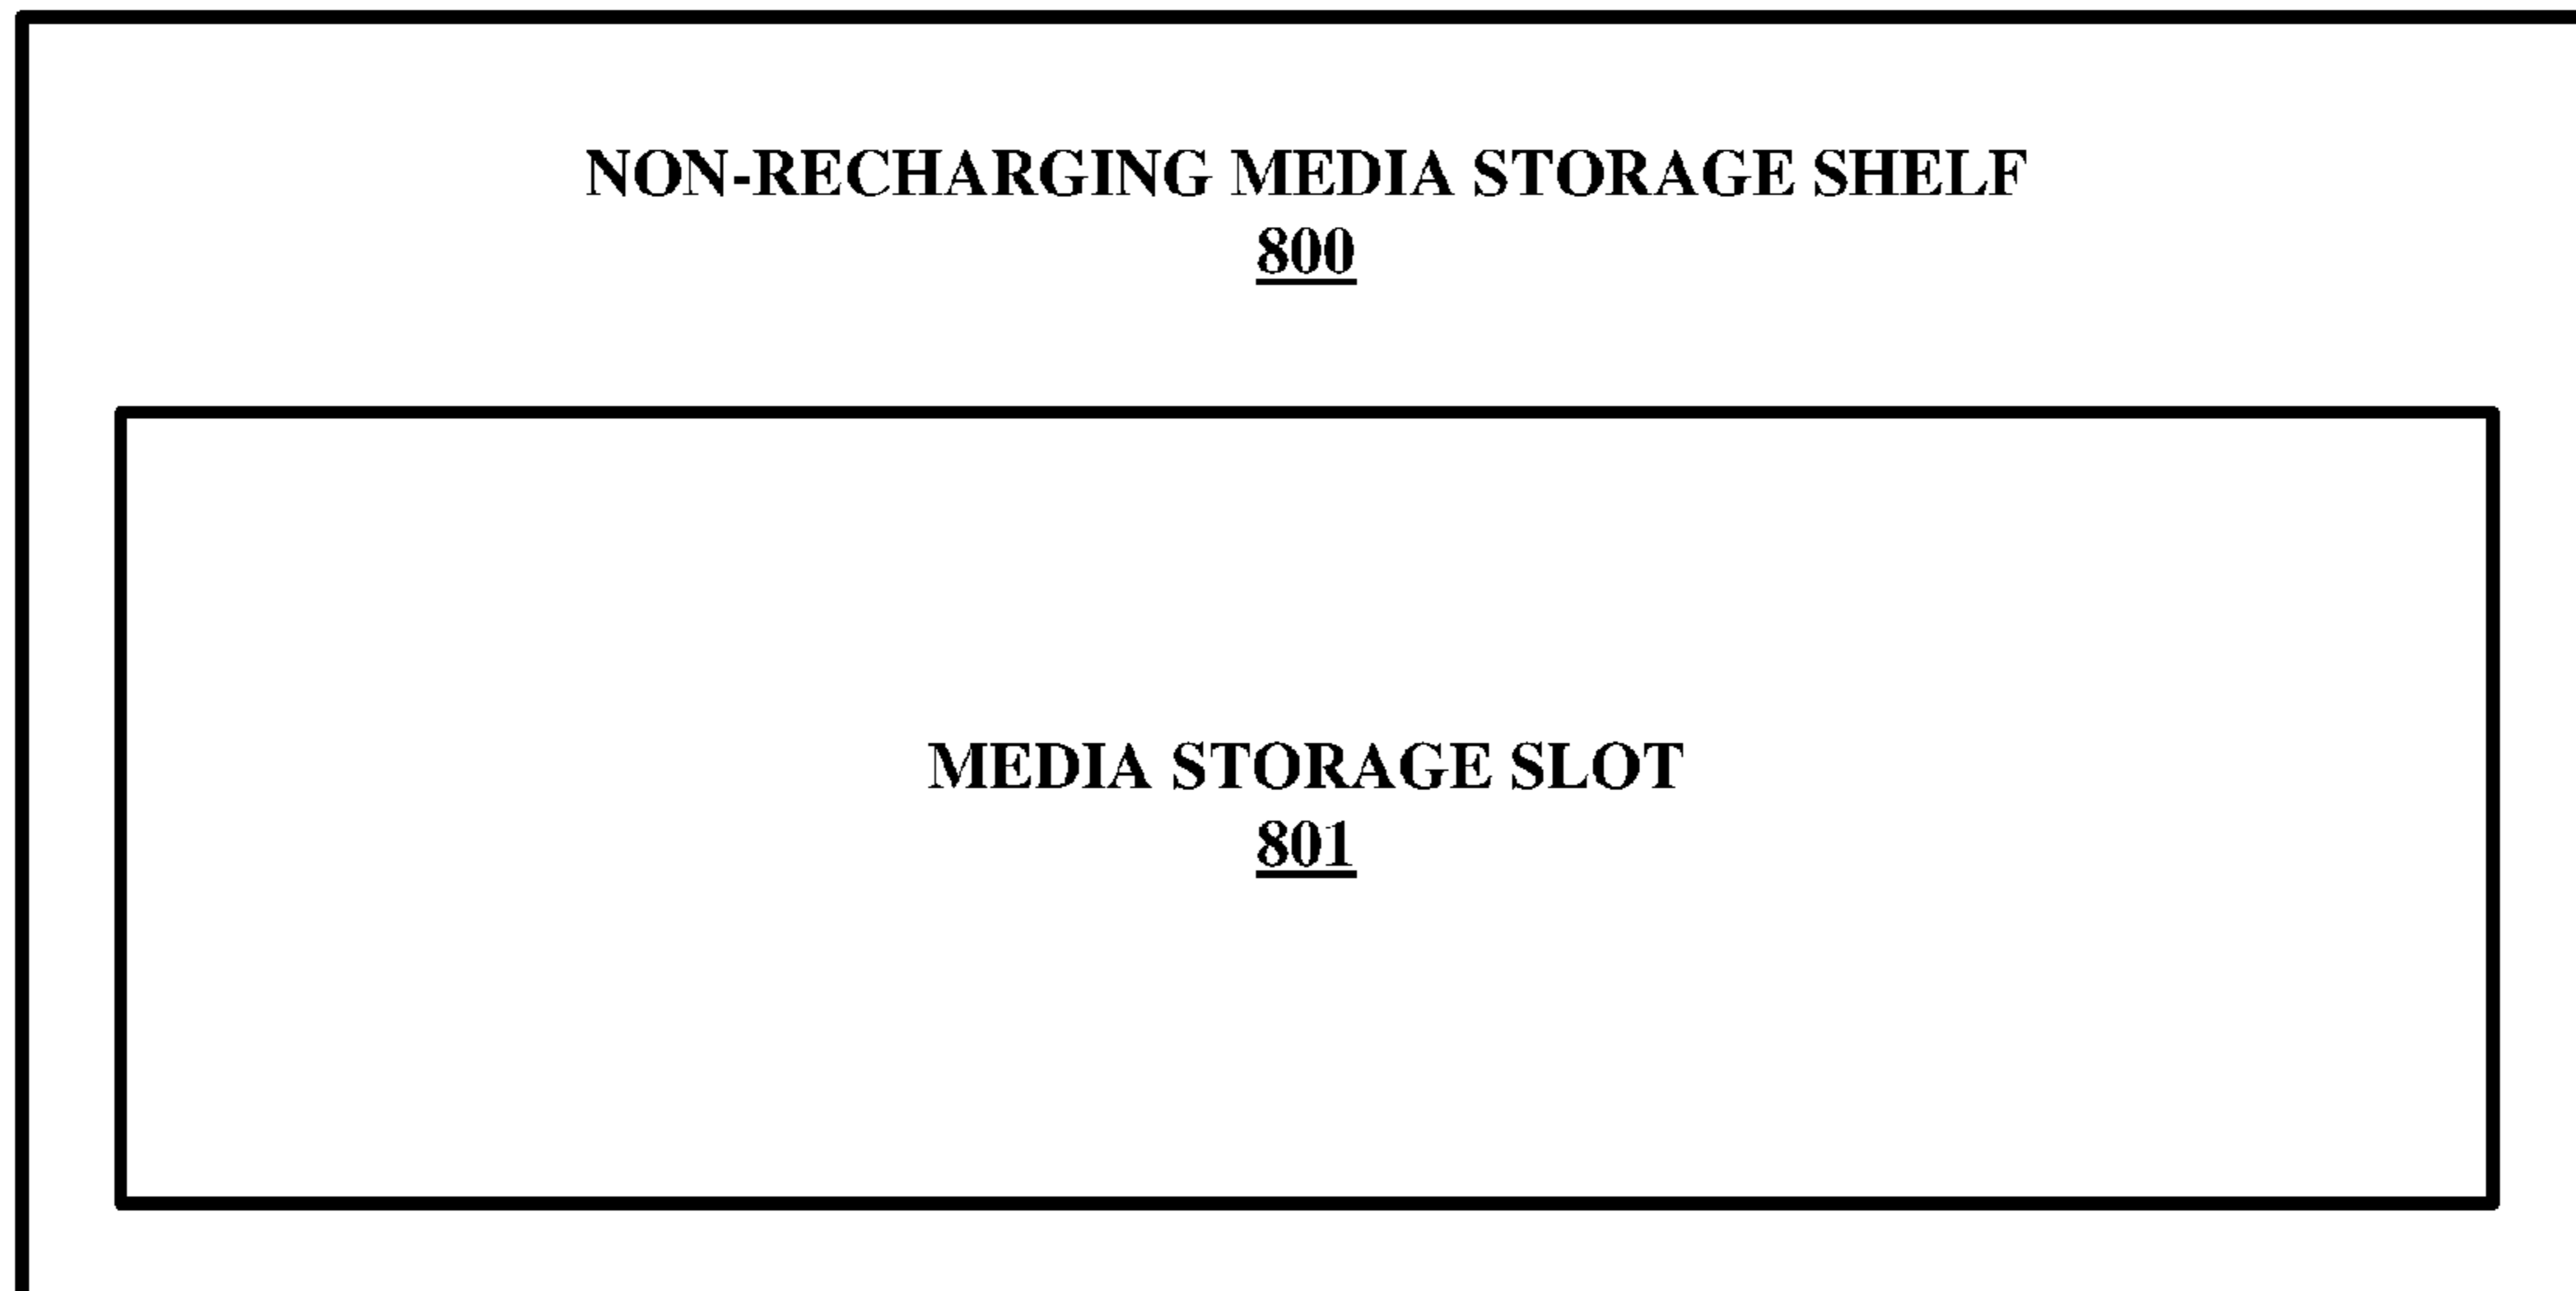 NON-RECHARGING MEDIA STORAGE SHELF
800
MEDIA STORAGE SLOT
801